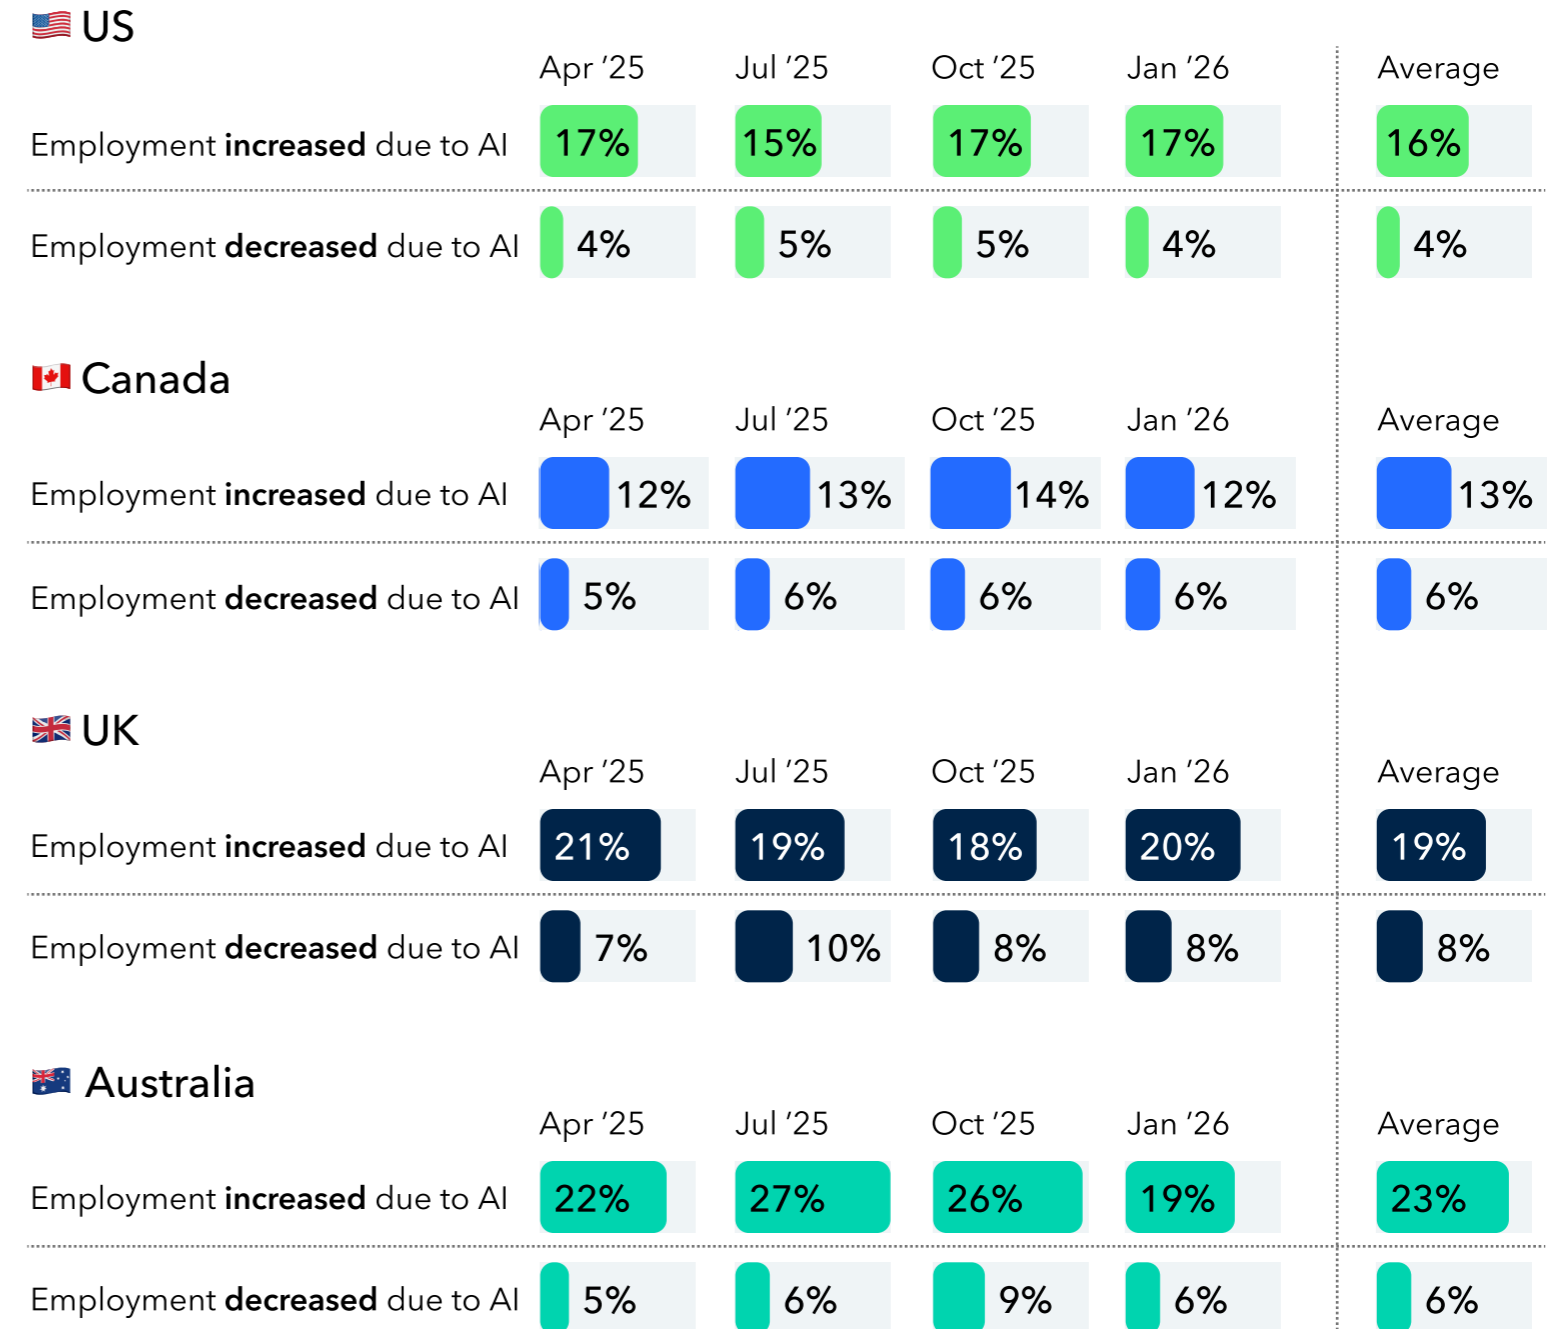 US
Apr ’25 Jul ’25 Oct ’25 Jan ’26 Average
Employment increased due to AI 17% 15% 17% 17% 16%
Employment decreased due to AI 4% 5% 5% 4% 4%
Canada
Apr ’25 Jul ’25 Oct ’25 Jan ’26 Average
Employment increased due to AI 12% 13% 14% 12% 13%
Employment decreased due to AI 5% 6% 6% 6% 6%
UK
Apr ’25 Jul ’25 Oct ’25 Jan ’26 Average
Employment increased due to AI 21% 19% 18% 20% 19%
Employment decreased due to AI 7% 10% 8% 8% 8%
Australia
Apr ’25 Jul ’25 Oct ’25 Jan ’26 Average
Employment increased due to AI 22% 27% 26% 19% 23%
Employment decreased due to AI 5% 6% 9% 6% 6%